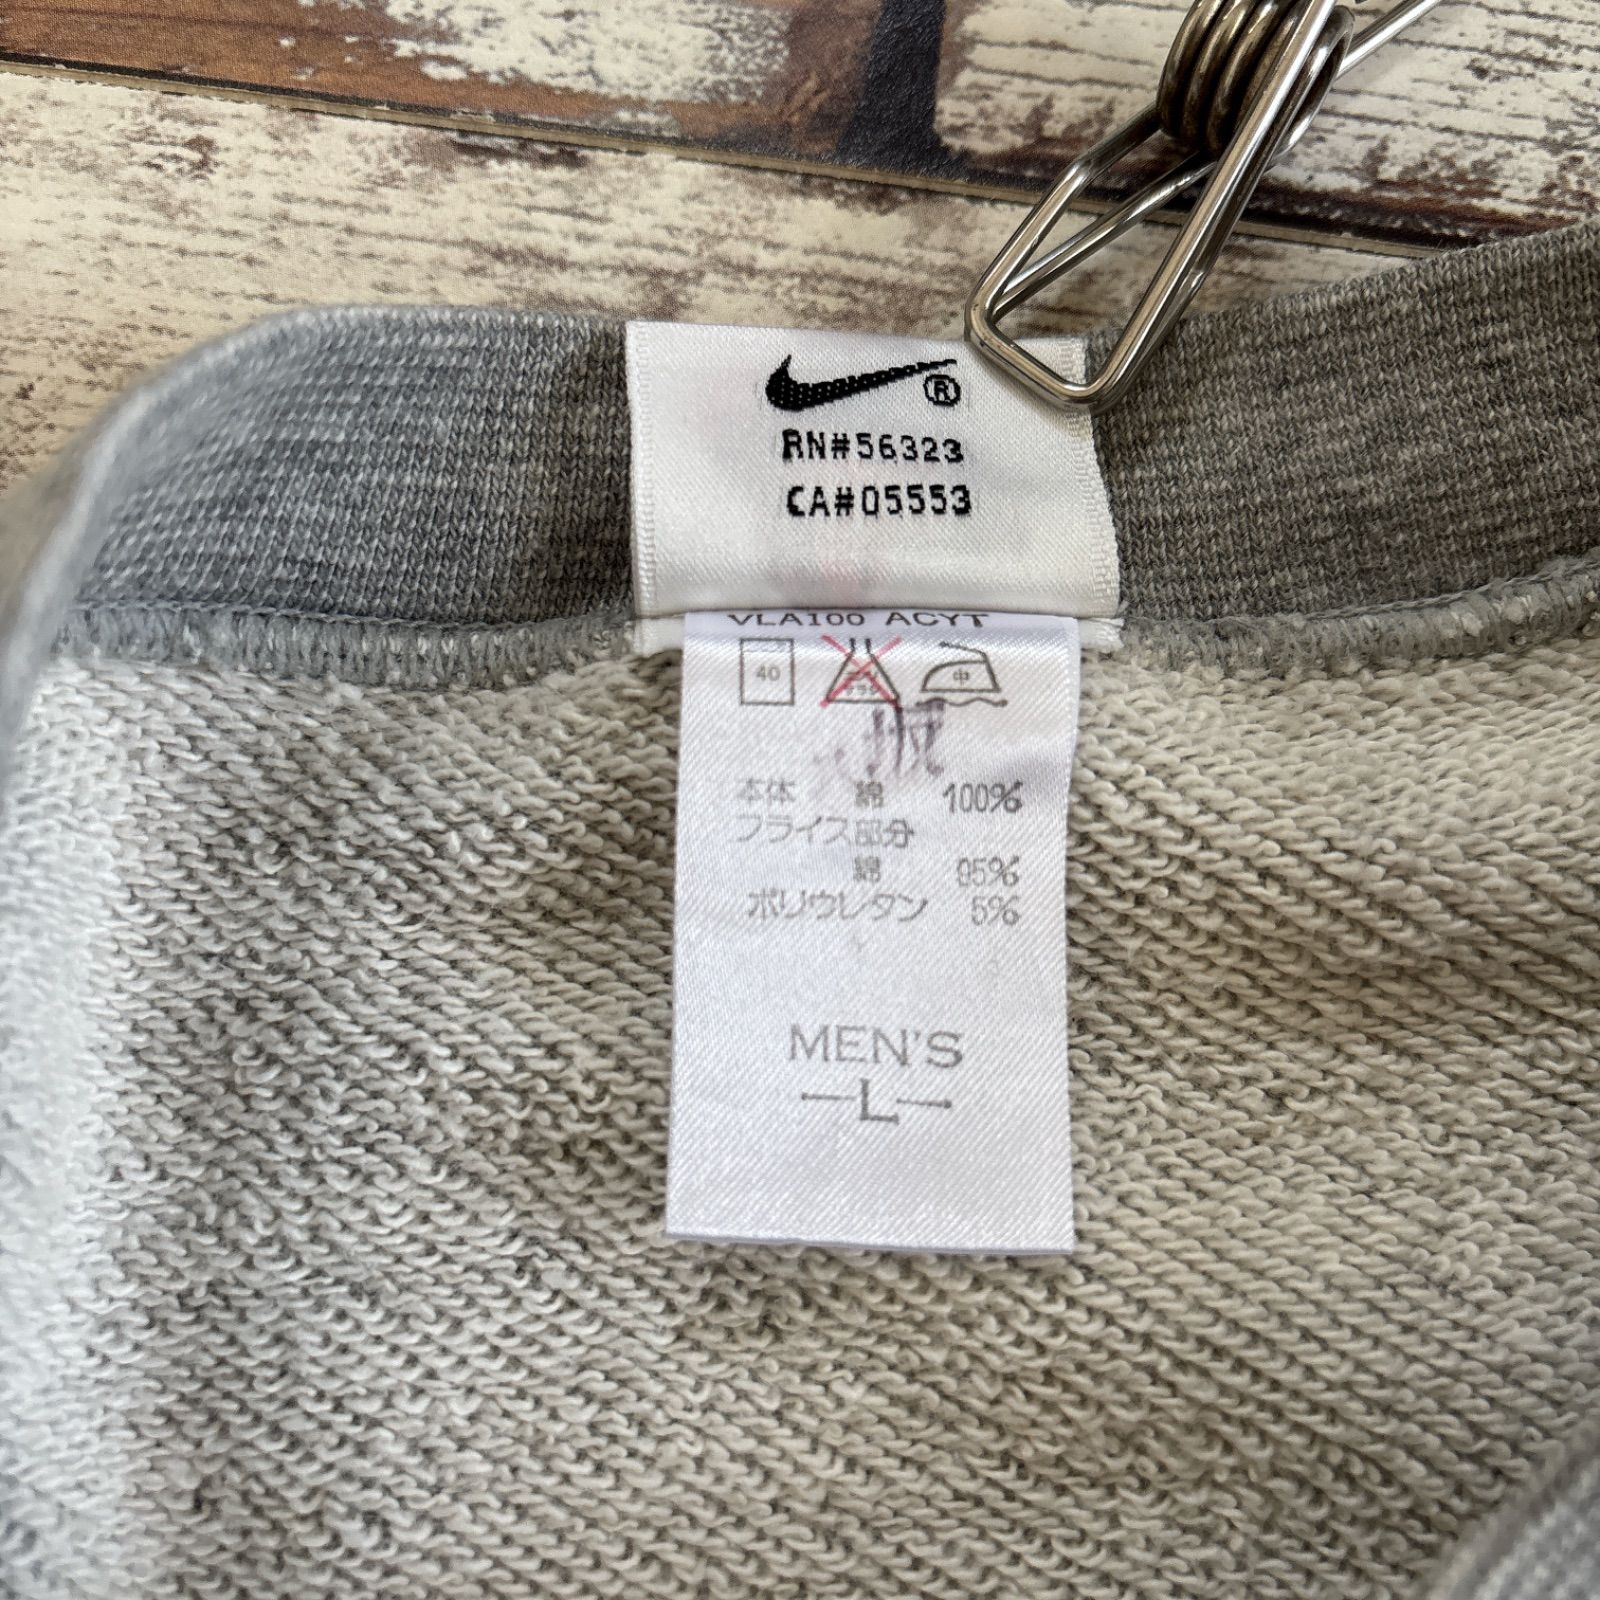 ®
RN#56323
CA#05553
VLA100 ACYT
40 中
本体 綿 100%
フライス部分
綿 95%
ポリウレタン 5%
MEN'S
L